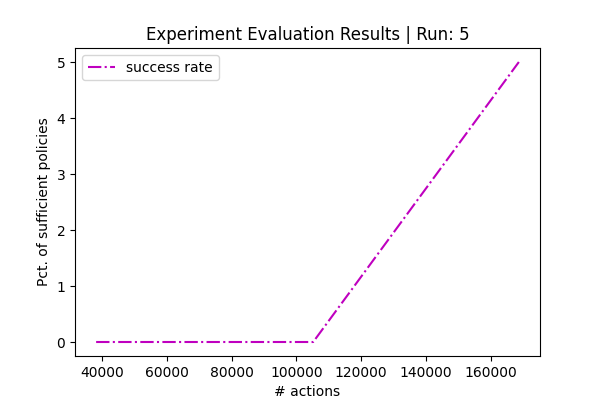 Experiment Evaluation Results | Run: 5
success rate
Pct. of sufficient policies
5
4
3
2
1
0
40000 60000 80000 100000 120000 140000 160000
# actions